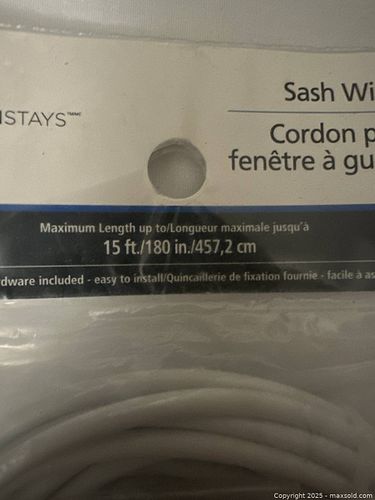 ISTAYS™MC
Sash Wi
Cordon p
fenêtre à gu
Maximum Length up to/Longueur maximale jusqu'à
15 ft./180 in./457,2 cm
dware included - easy to install/Quincaillerie de fixation fournie - facile à as
Copyright 2025 - maxsold.com